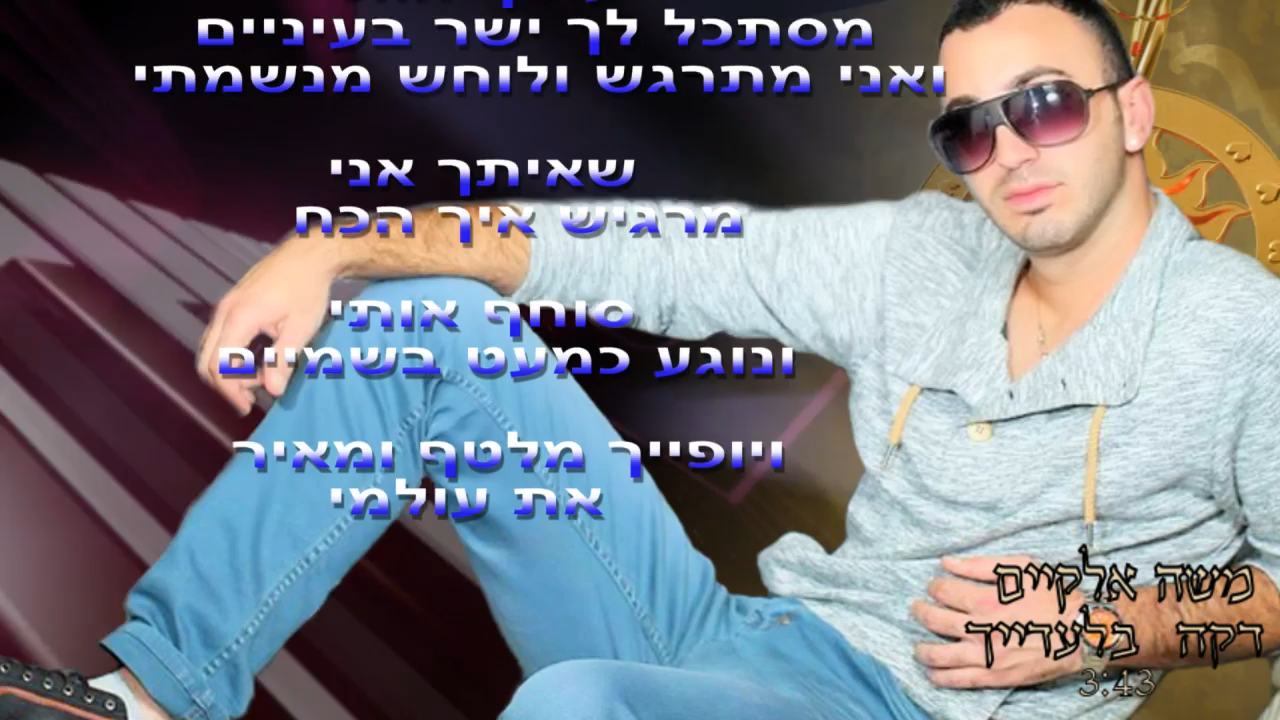 מסתכל לך ישר בעיניים
ואני מתרגש ולוחש מנשמתי
שאיתך אני
מרגיש איך הכח
סוחף אותי
ונוגע כמעט בשמיים
ויופייך מלטף ומאיר
את עולמי
משה אלקיים
דקה בלעדייך
3:43